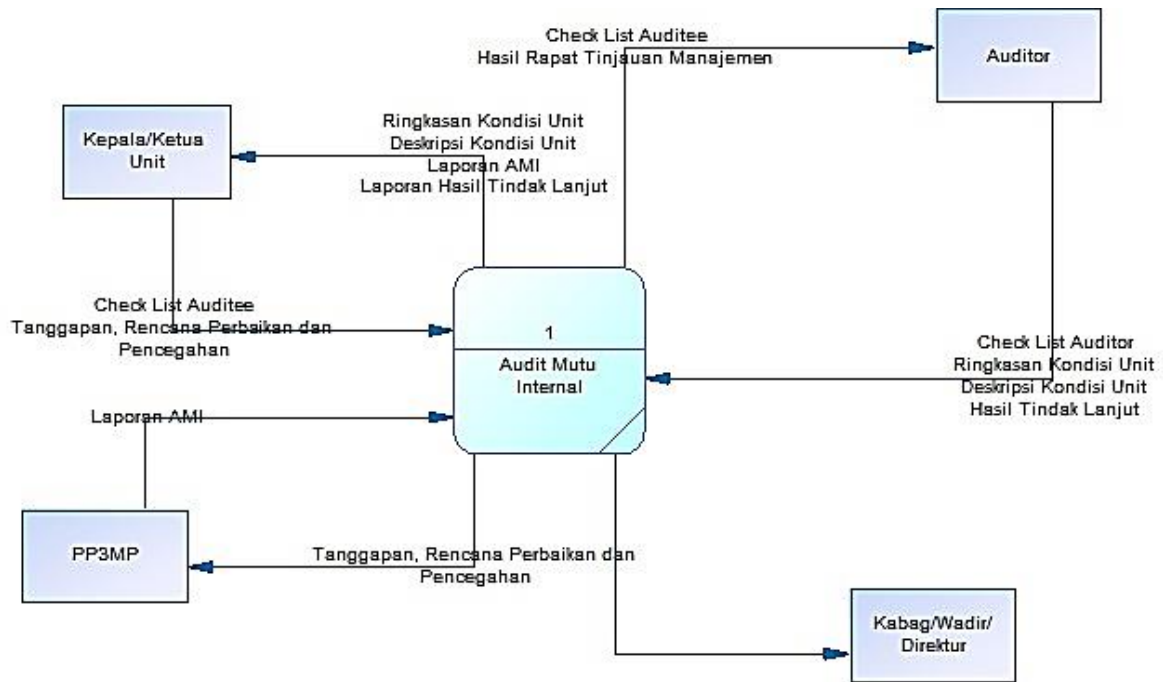 Check List Auditee
Hasil Rapat Tinjauan Manajemen
Auditor
Kepala/Ketua
Unit
Ringkasan Kondisi Unit
Deskripsi Kondisi Unit
Laporan AMI
Laporan Hasil Tindak Lanjut
Check List Auditee
Tanggapan, Rencana Perbaikan dan
Pencegahan
1
Audit Mutu
Internal
Check List Auditor
Ringkasan Kondisi Unit
Deskripsi Kondisi Unit
Hasil Tindak Lanjut
Laporan AMI
PP3MP
Tanggapan, Rencana Perbaikan dan
Pencegahan
Kabag/Wadir/
Direktur